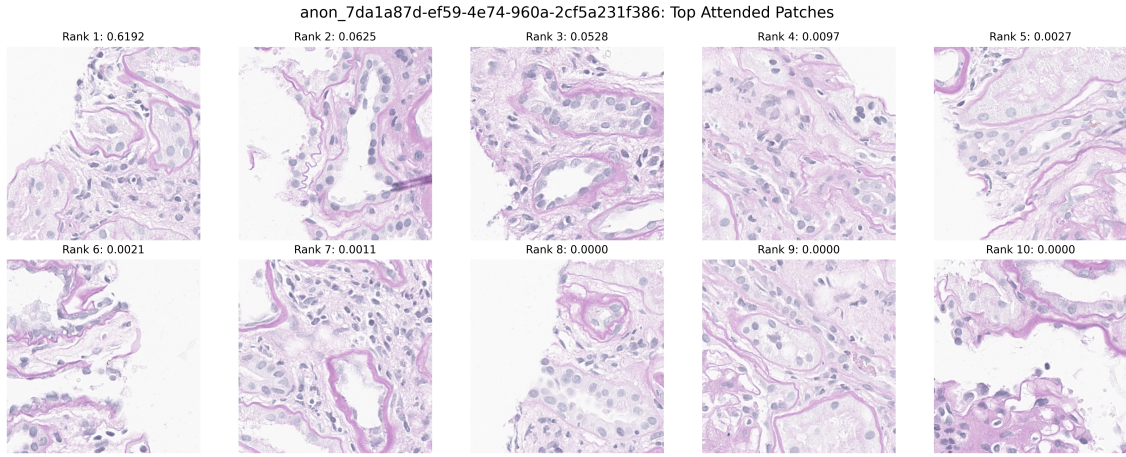 anon_7da1a87d-ef59-4e74-960a-2cf5a231f386: Top Attended Patches
Rank 1: 0.6192
Rank 2: 0.0625
Rank 3: 0.0528
Rank 4: 0.0097
Rank 5: 0.0027
Rank 6: 0.0021
Rank 7: 0.0011
Rank 8: 0.0000
Rank 9: 0.0000
Rank 10: 0.0000